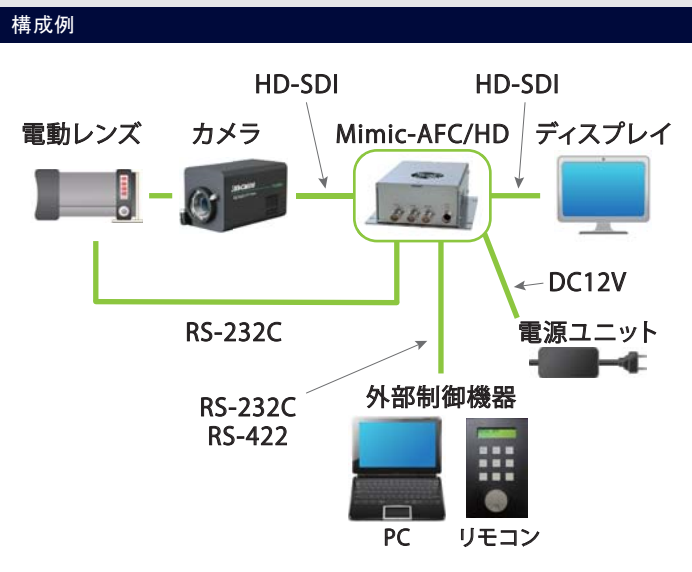 構成例
HD-SDI
HD-SDI
電動レンズ
カメラ
Mimic-AFC/HD
ディスプレイ
DC12V
RS-232C
電源ユニット
RS-232C
RS-422
外部制御機器
PC
リモコン